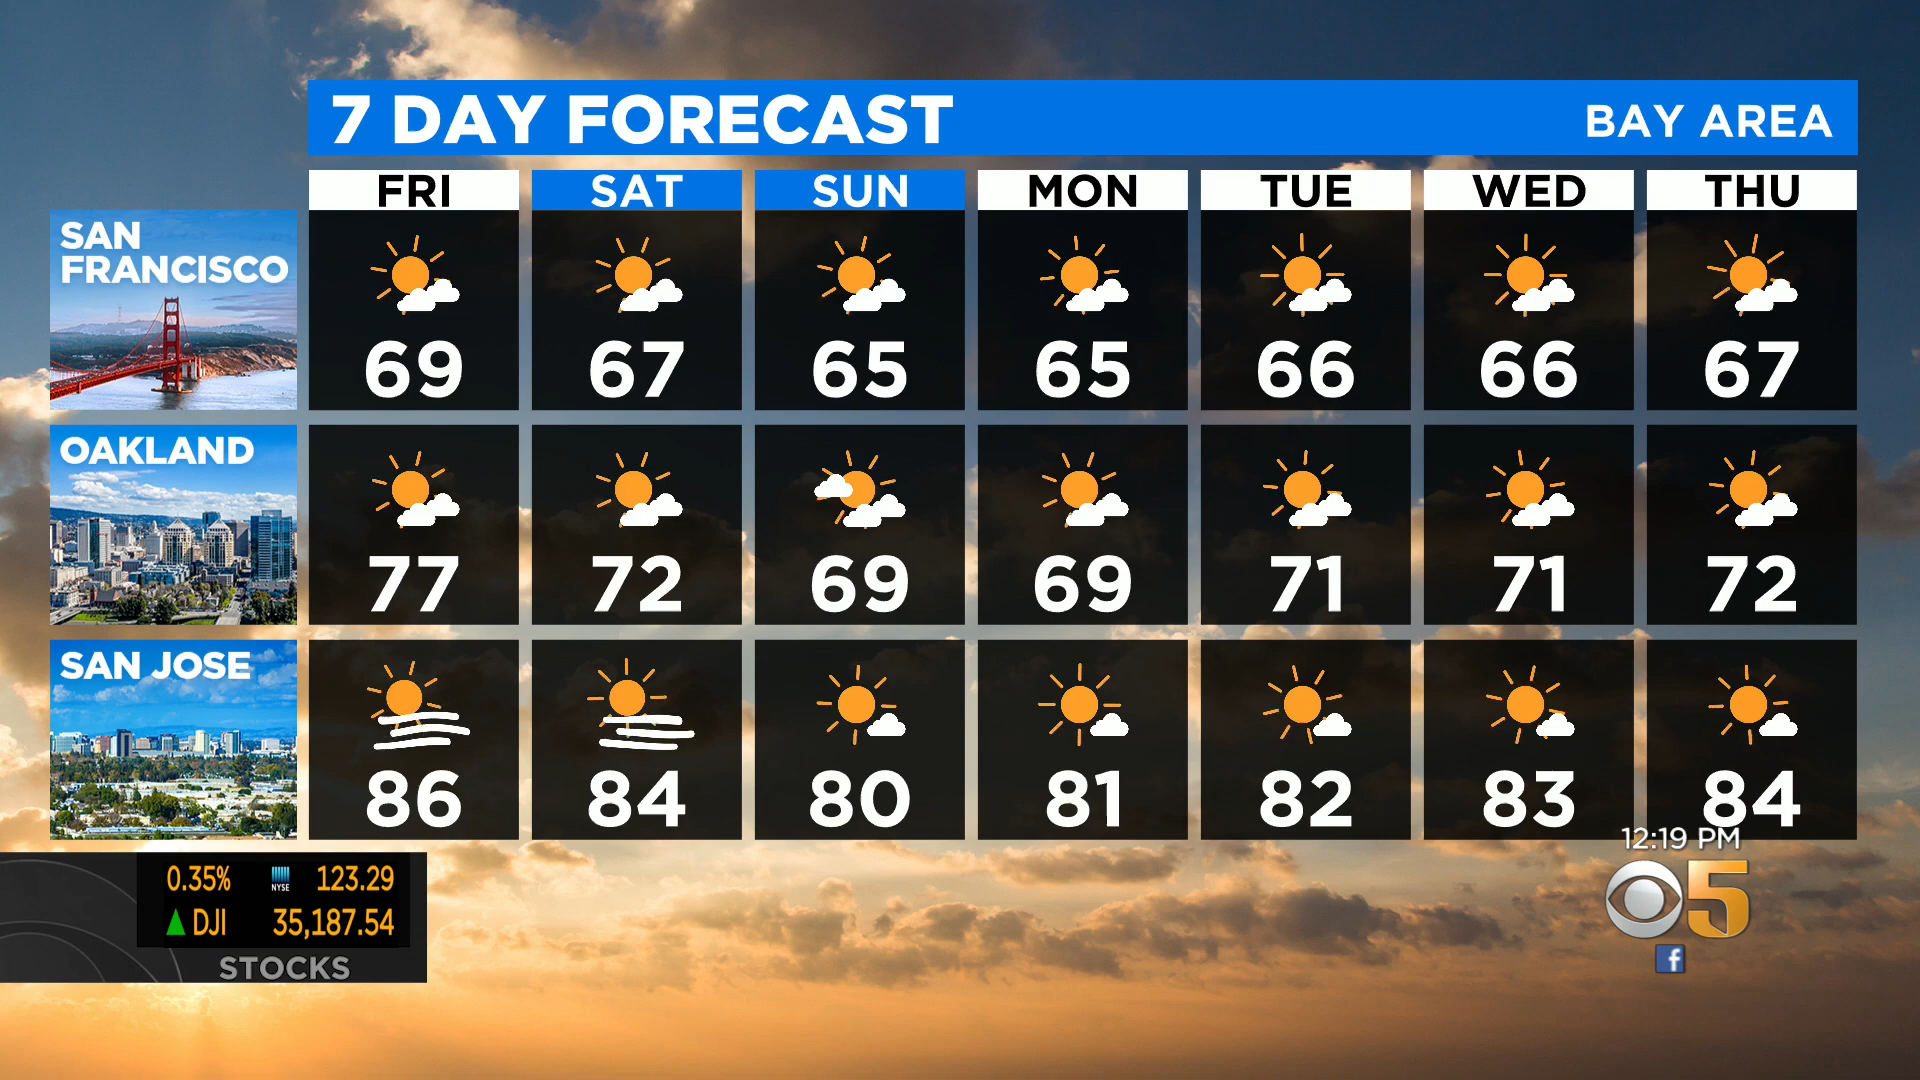 7 DAY FORECAST
BAY AREA
FRI SAT SUN MON TUE WED THU
SAN
FRANCISCO
69 67 65 65 66 66 67
OAKLAND
77 72 69 69 71 71 72
SAN JOSE
86 84 80 81 82 83 84
12:19 PM
5
f
0.35% NYSE 123.29
DJI 35,187.54
STOCKS